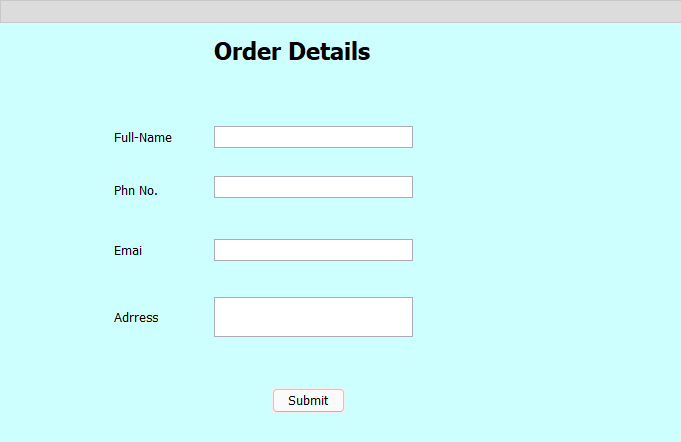 Order Details
Full-Name
Phn No.
Emai
Adrress
Submit